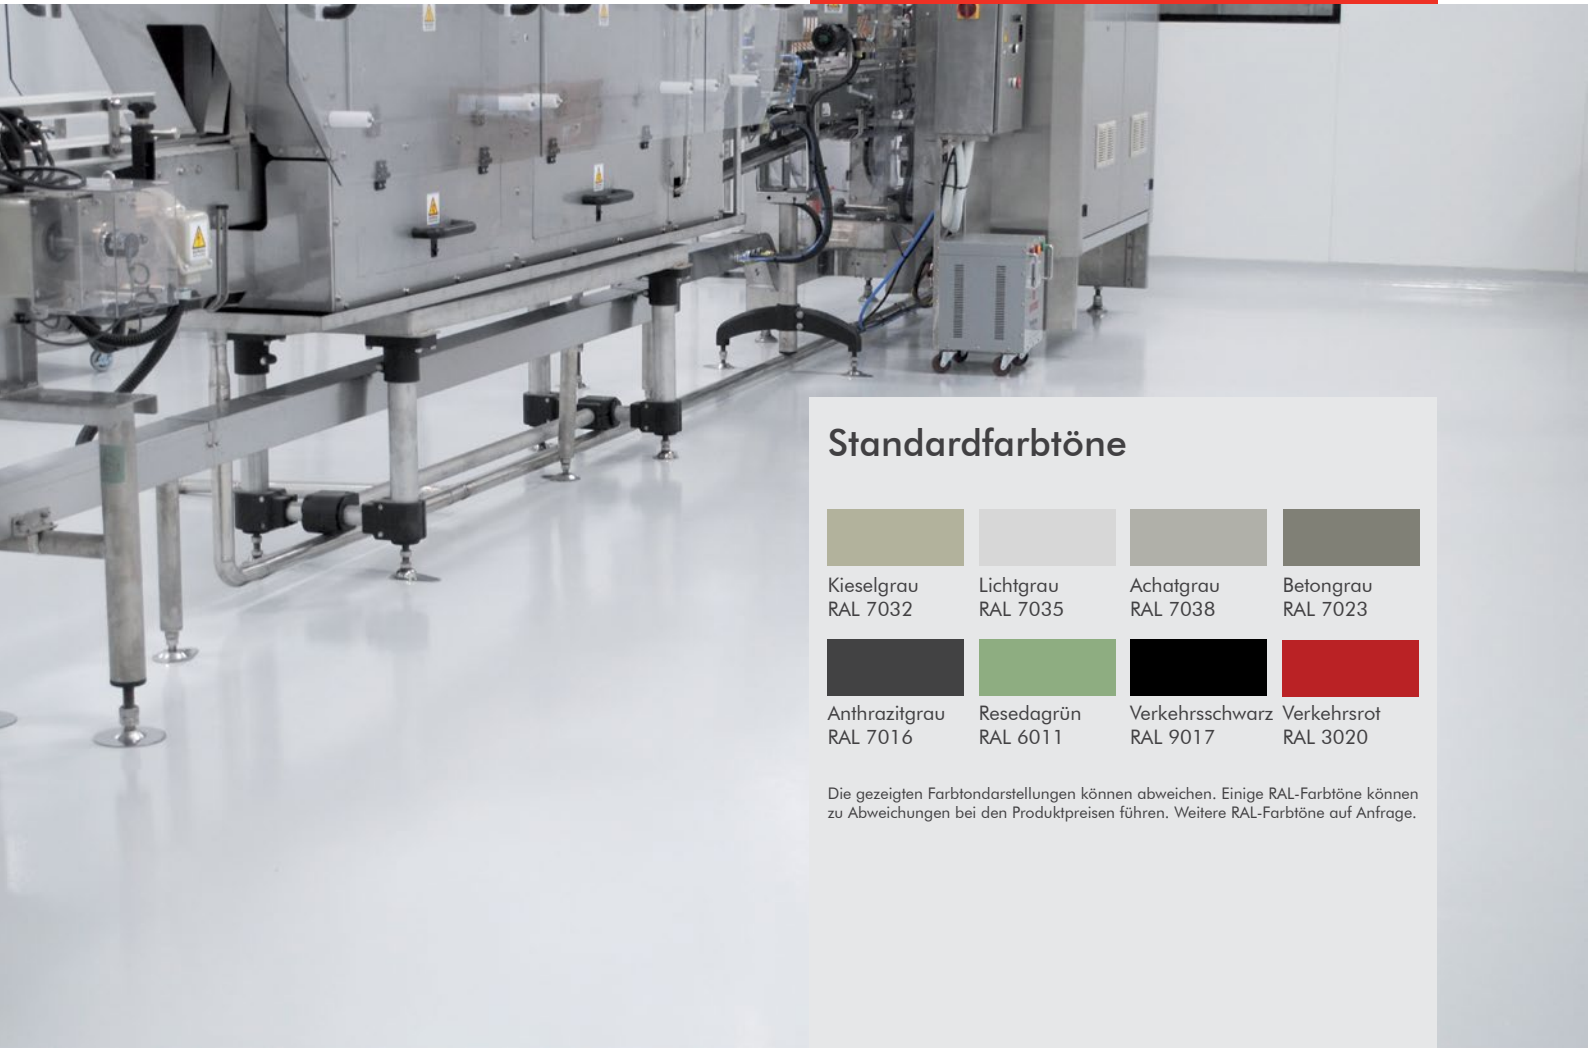 Standardfarbtöne
Kieselgrau
RAL 7032
Lichtgrau
RAL 7035
Achatgrau
RAL 7038
Betongrau
RAL 7023
Anthrazitgrau
RAL 7016
Resedagrün
RAL 6011
Verkehrsschwarz
RAL 9017
Verkehrsrot
RAL 3020
Die gezeigten Farbtondarstellungen können abweichen. Einige RAL-Farbtöne können
zu Abweichungen bei den Produktpreisen führen. Weitere RAL-Farbtöne auf Anfrage.